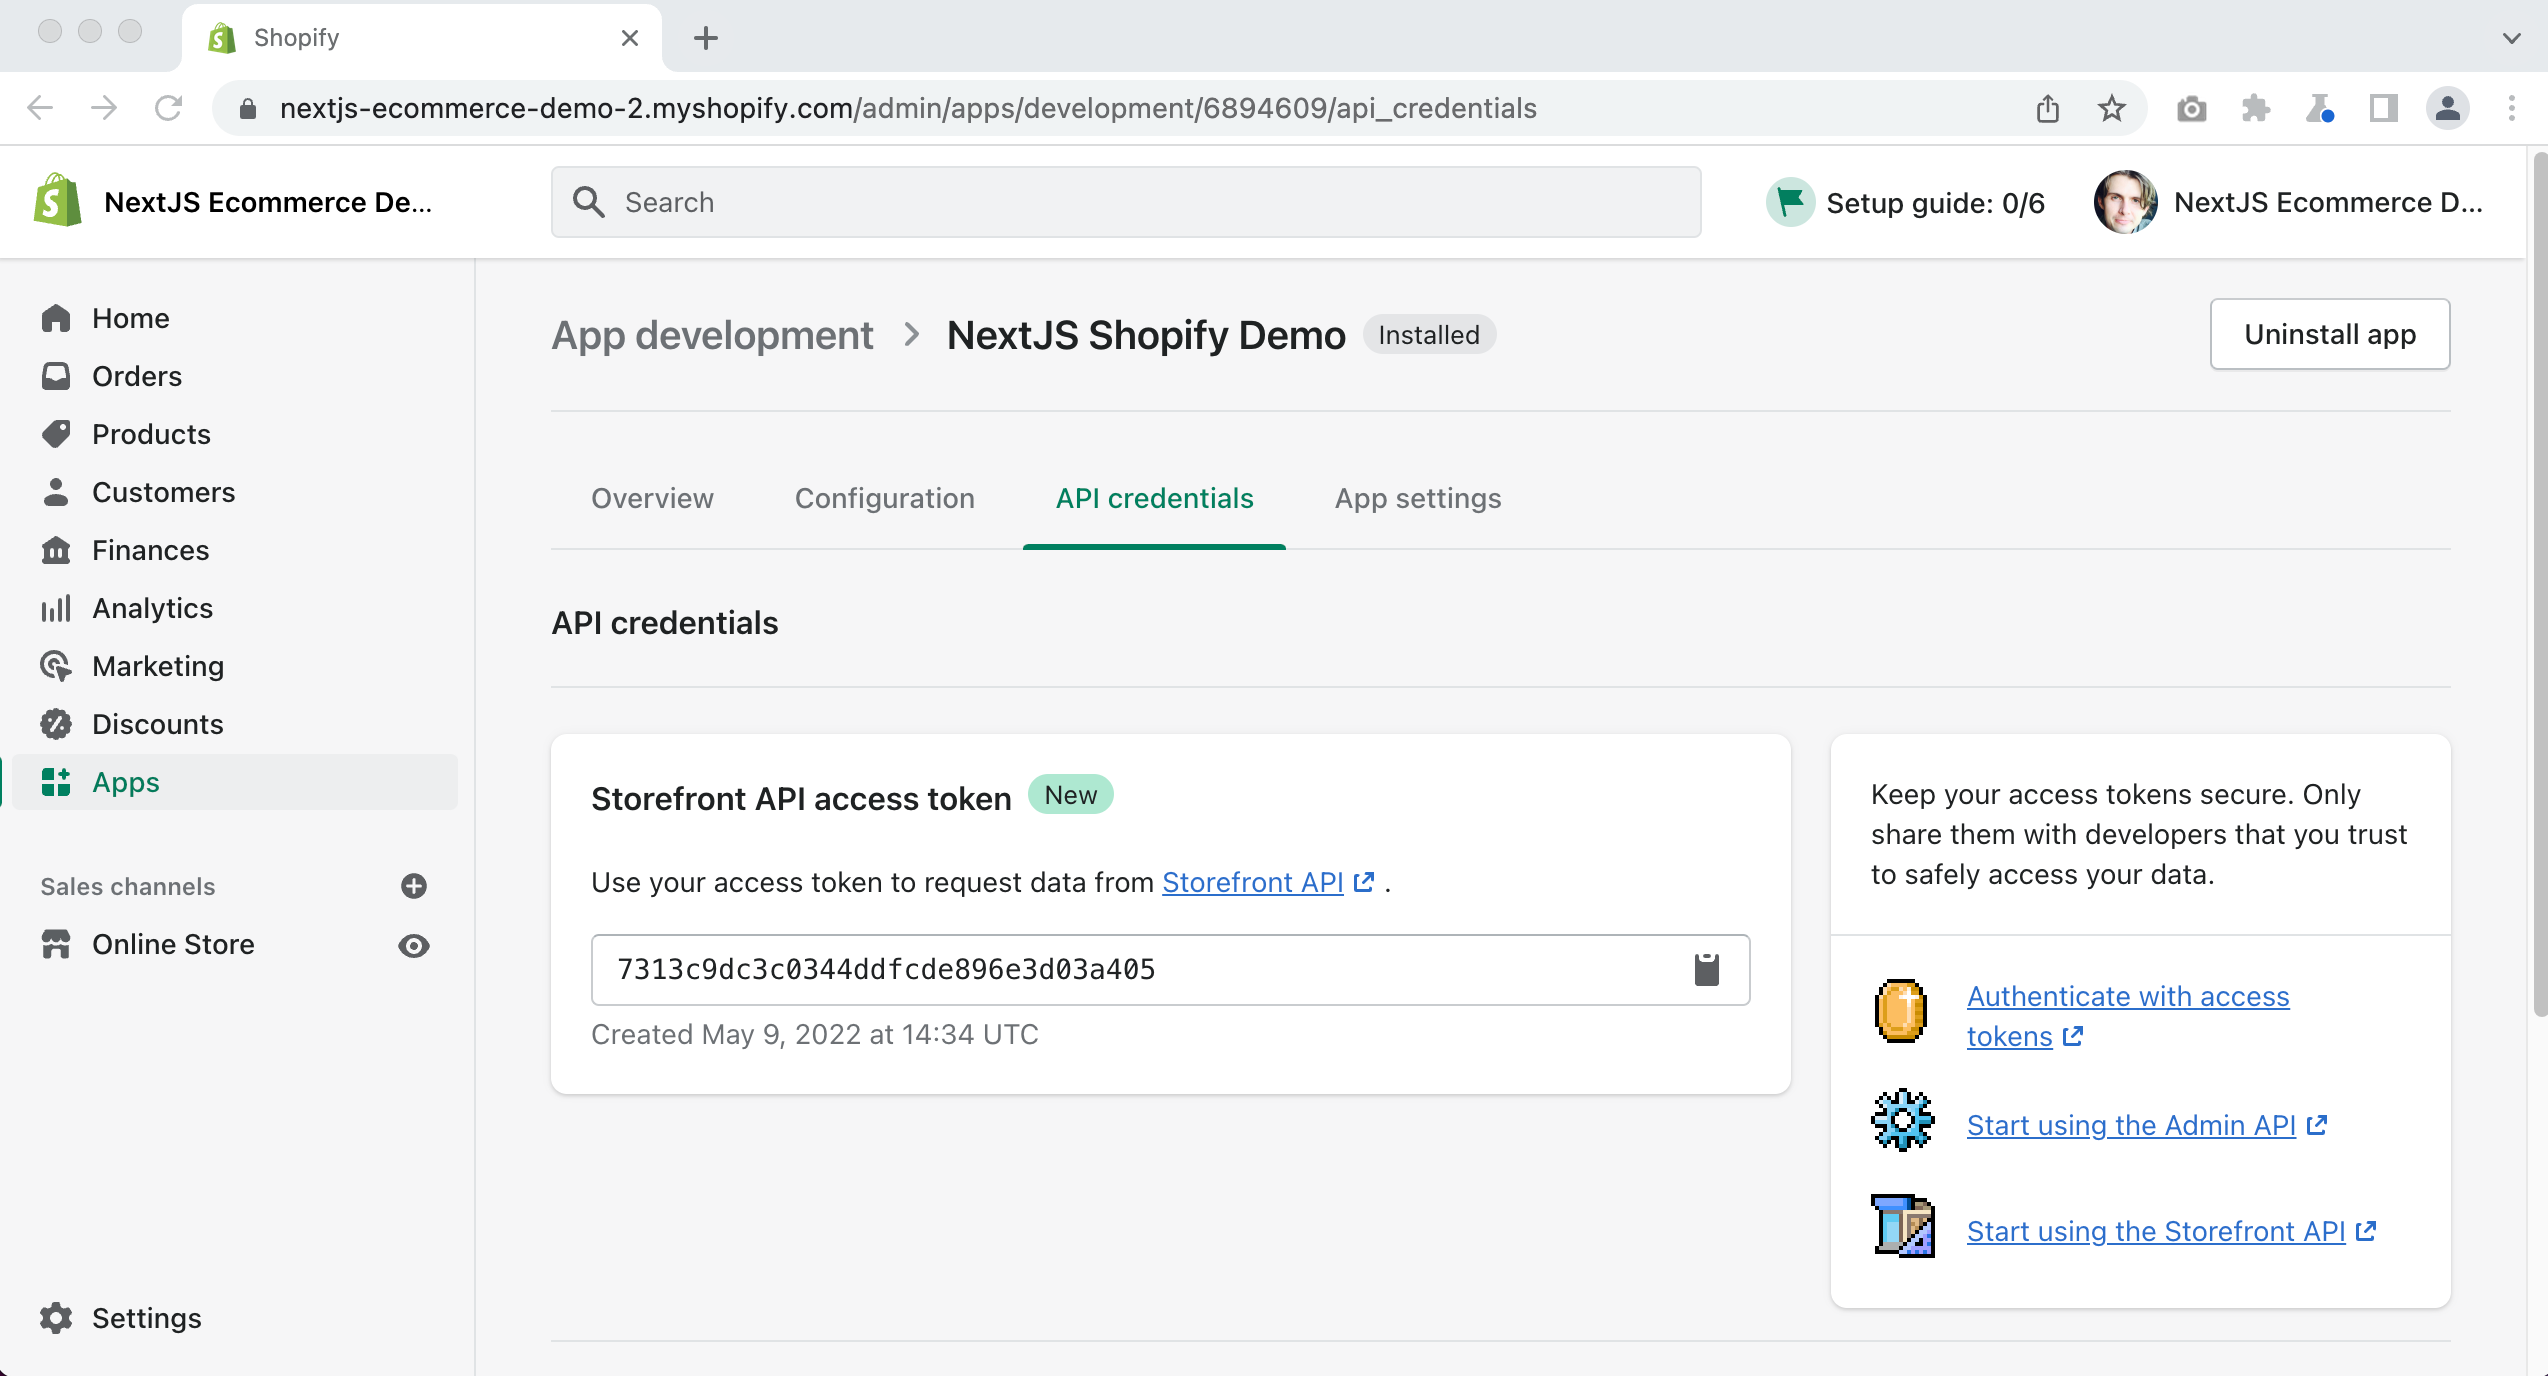 Shopify
nextjs-ecommerce-demo-2.myshopify.com/admin/apps/development/6894609/api_credentials
NextJS Ecommerce De...
Search
Setup guide: 0/6
NextJS Ecommerce D...
Home
Orders
Products
Customers
Finances
Analytics
Marketing
Discounts
Apps
Sales channels
Online Store
Settings
App development
NextJS Shopify Demo
Installed
Uninstall app
Overview
Configuration
API credentials
App settings
API credentials
Storefront API access token
New
Use your access token to request data from Storefront API .
7313c9dc3c0344ddfcde896e3d03a405
Created May 9, 2022 at 14:34 UTC
Keep your access tokens secure. Only
share them with developers that you trust
to safely access your data.
Authenticate with access
tokens
Start using the Admin API
Start using the Storefront API